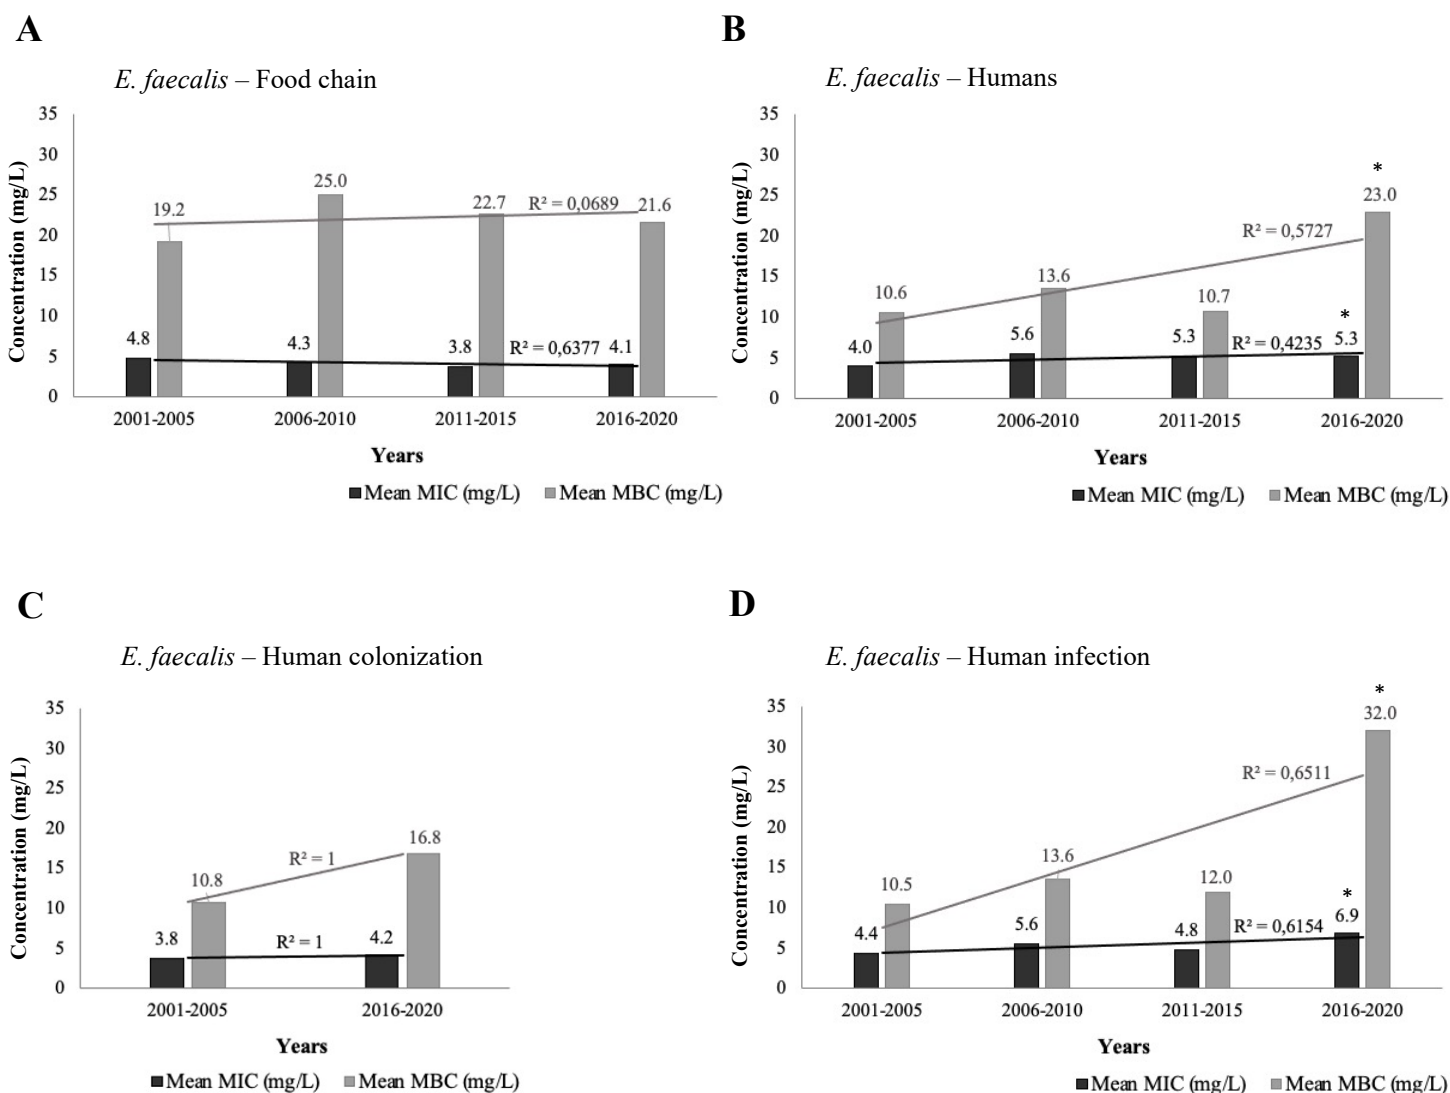 A
E. faecalis – Food chain
Concentration (mg/L)
35
30
25
20
15
10
5
0
19.2
25.0
22.7
R² = 0,0689
21.6
4.8
4.3
3.8
R² = 0,6377
4.1
2001-2005
2006-2010
2011-2015
2016-2020
Years
Mean MIC (mg/L) Mean MBC (mg/L)
B
E. faecalis – Humans
Concentration (mg/L)
35
30
25
20
15
10
5
0
*
23.0
R² = 0,5727
10.6
13.6
10.7
*
4.0
5.6
5.3
R² = 0,4235
5.3
2001-2005
2006-2010
2011-2015
2016-2020
Years
Mean MIC (mg/L) Mean MBC (mg/L)
C
E. faecalis – Human colonization
Concentration (mg/L)
35
30
25
20
15
10
5
0
10.8
R² = 1
16.8
3.8
R² = 1
4.2
2001-2005
2016-2020
Years
Mean MIC (mg/L) Mean MBC (mg/L)
D
E. faecalis – Human infection
Concentration (mg/L)
35
30
25
20
15
10
5
0
*
32.0
R² = 0,6511
10.5
13.6
12.0
*
4.4
5.6
4.8
R² = 0,6154
6.9
2001-2005
2006-2010
2011-2015
2016-2020
Years
Mean MIC (mg/L) Mean MBC (mg/L)